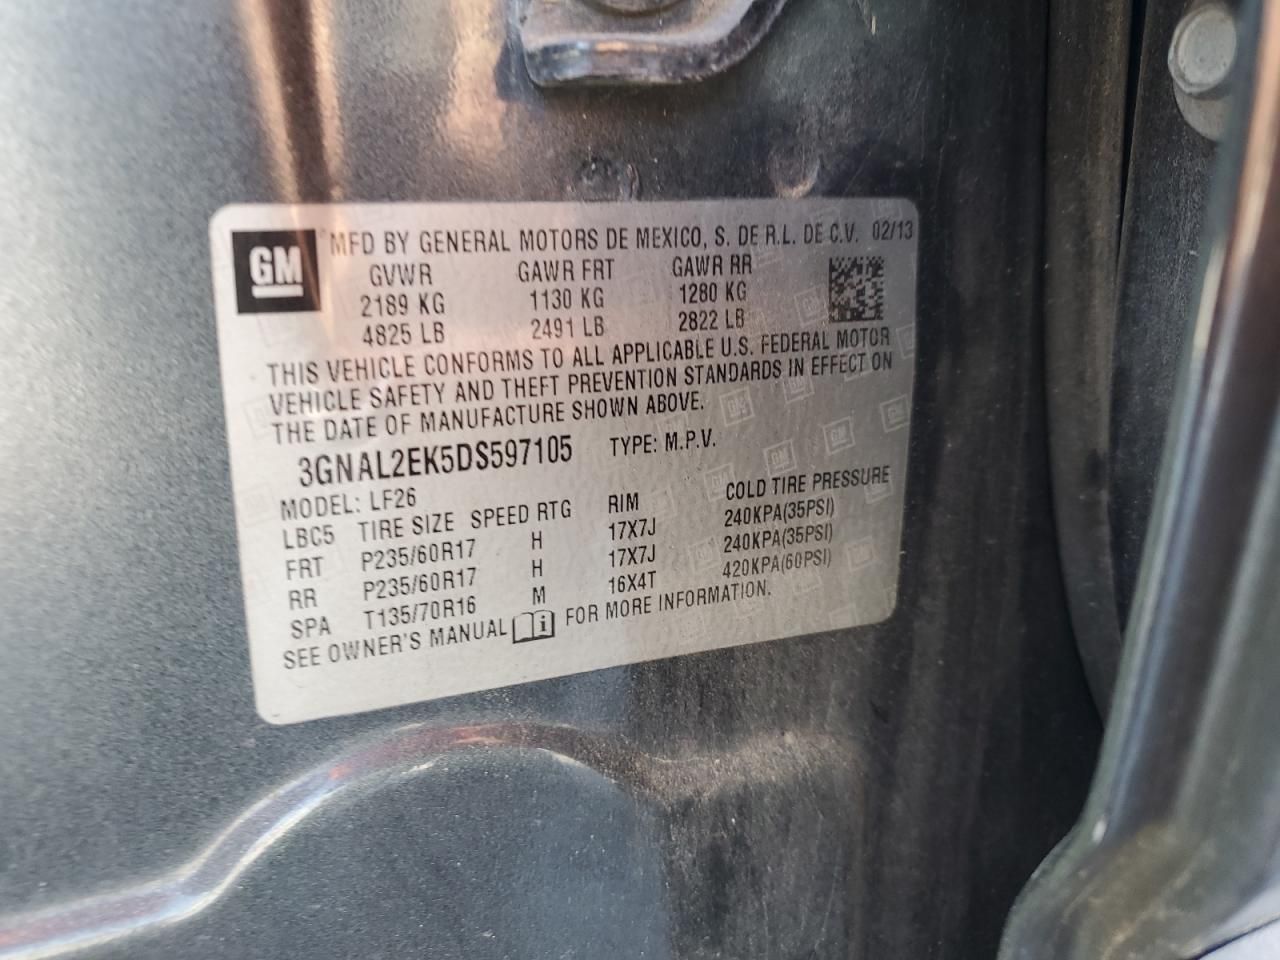 GM MFD BY GENERAL MOTORS DE MEXICO, S. DE R.L. DE C.V. 02/13
GVWR GAWR FRT GAWR RR
2189 KG 1130 KG 1280 KG
4825 LB 2491 LB 2822 LB
THIS VEHICLE CONFORMS TO ALL APPLICABLE U.S. FEDERAL MOTOR
VEHICLE SAFETY AND THEFT PREVENTION STANDARDS IN EFFECT ON
THE DATE OF MANUFACTURE SHOWN ABOVE.
3GNAL2EK5DS597105 TYPE: M.P.V.
MODEL: LF26
LBC5 TIRE SIZE SPEED RTG RIM COLD TIRE PRESSURE
FRT P235/60R17 H 17X7J 240KPA(35PSI)
RR P235/60R17 H 17X7J 240KPA(35PSI)
SPA T135/70R16 M 16X4T 420KPA(60PSI)
SEE OWNER'S MANUAL FOR MORE INFORMATION.